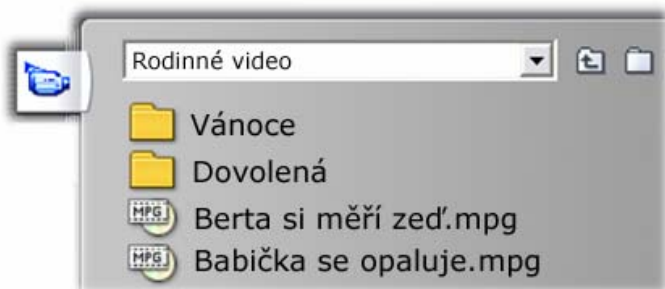 Rodinné video
Vánoce
Dovolená
MPG Berta si měří zeď.mpg
MPG Babička se opaluje.mpg